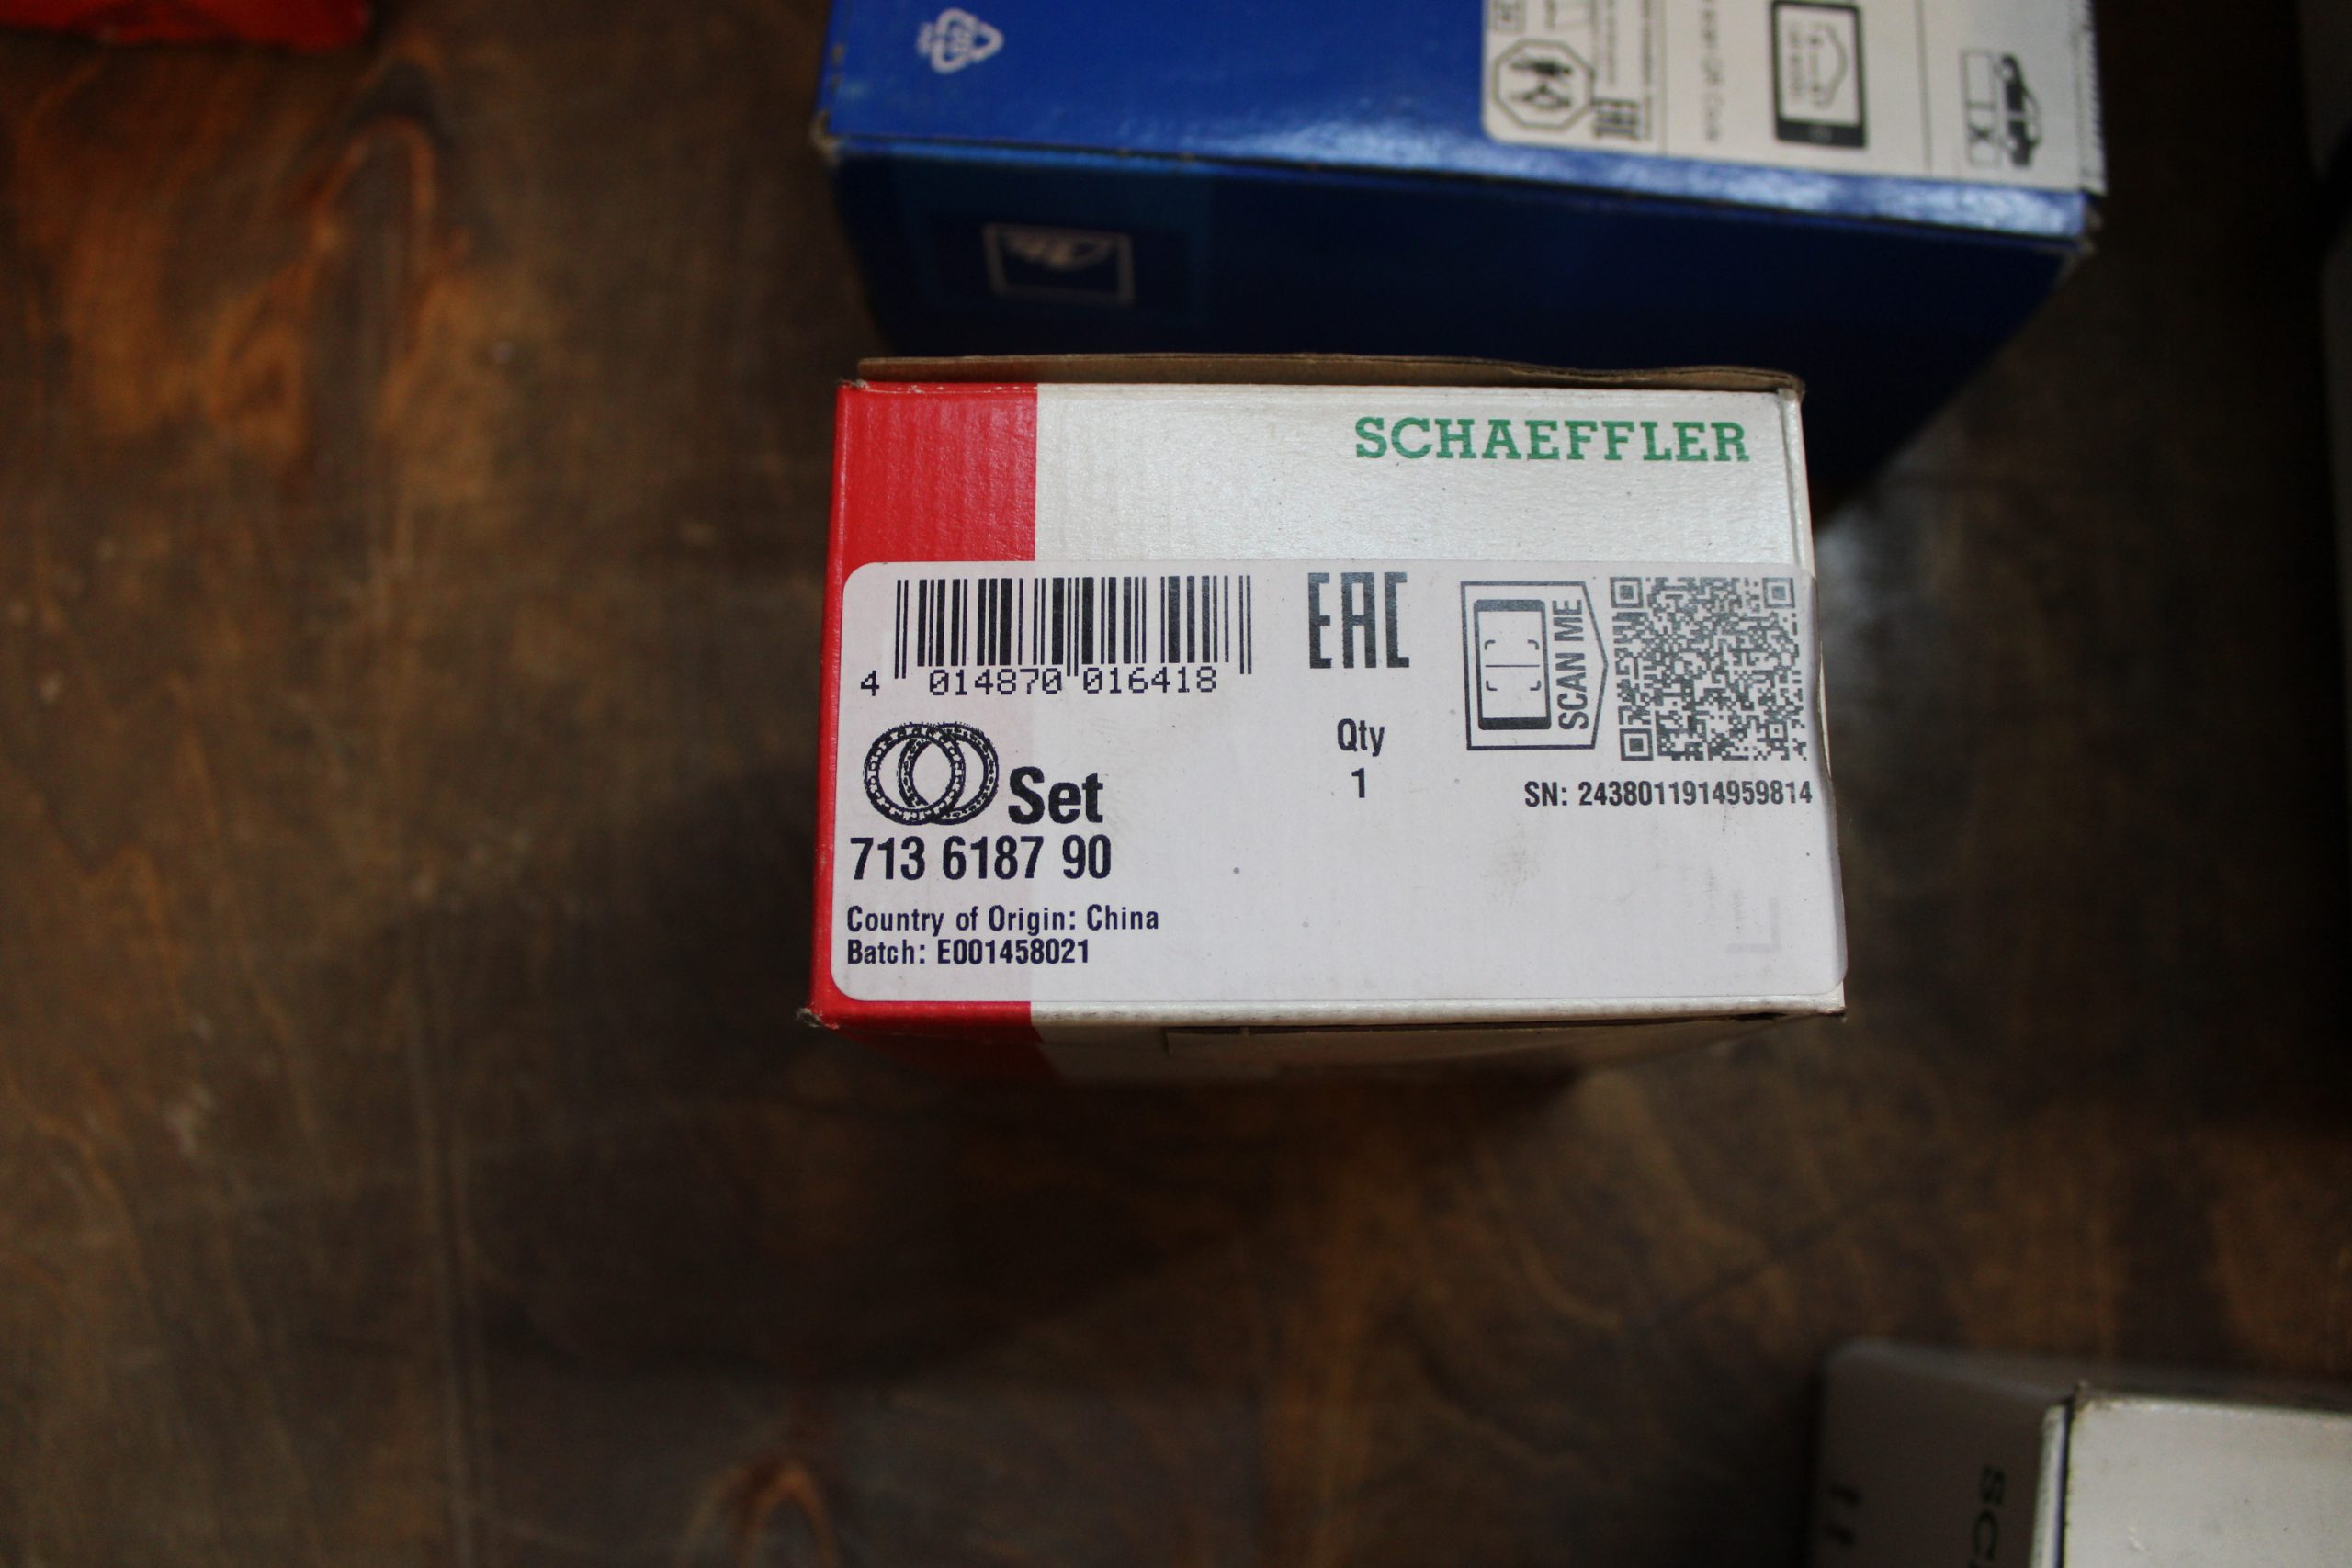 SCHAEFFLER
4 014870 016418
EAC
SCAN ME
Set
Qty
1
SN: 2438011914959814
713 6187 90
Country of Origin: China
Batch: E001458021